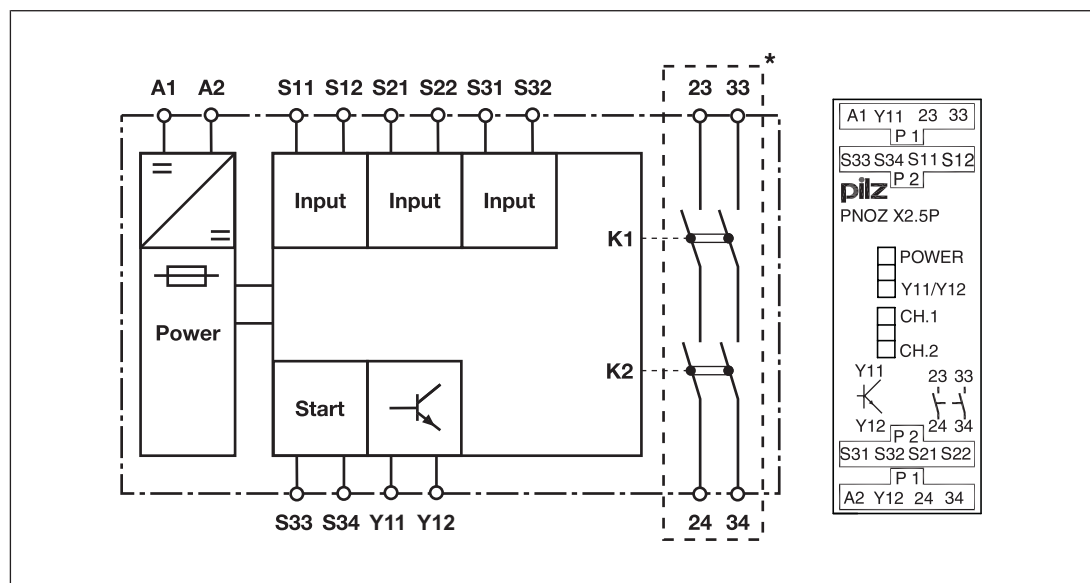 A1 A2 S11 S12 S21 S22 S31 S32 23 33 *
Input Input Input
K1
Power
K2
Start
S33 S34 Y11 Y12 24 34
A1 Y11 23 33
P 1
S33 S34 S11 S12
P 2
pilz
PNOZ X2.5P
POWER
Y11/Y12
CH.1
CH.2
Y11 23 33
Y12 24 34
P 2
S31 S32 S21 S22
P 1
A2 Y12 24 34